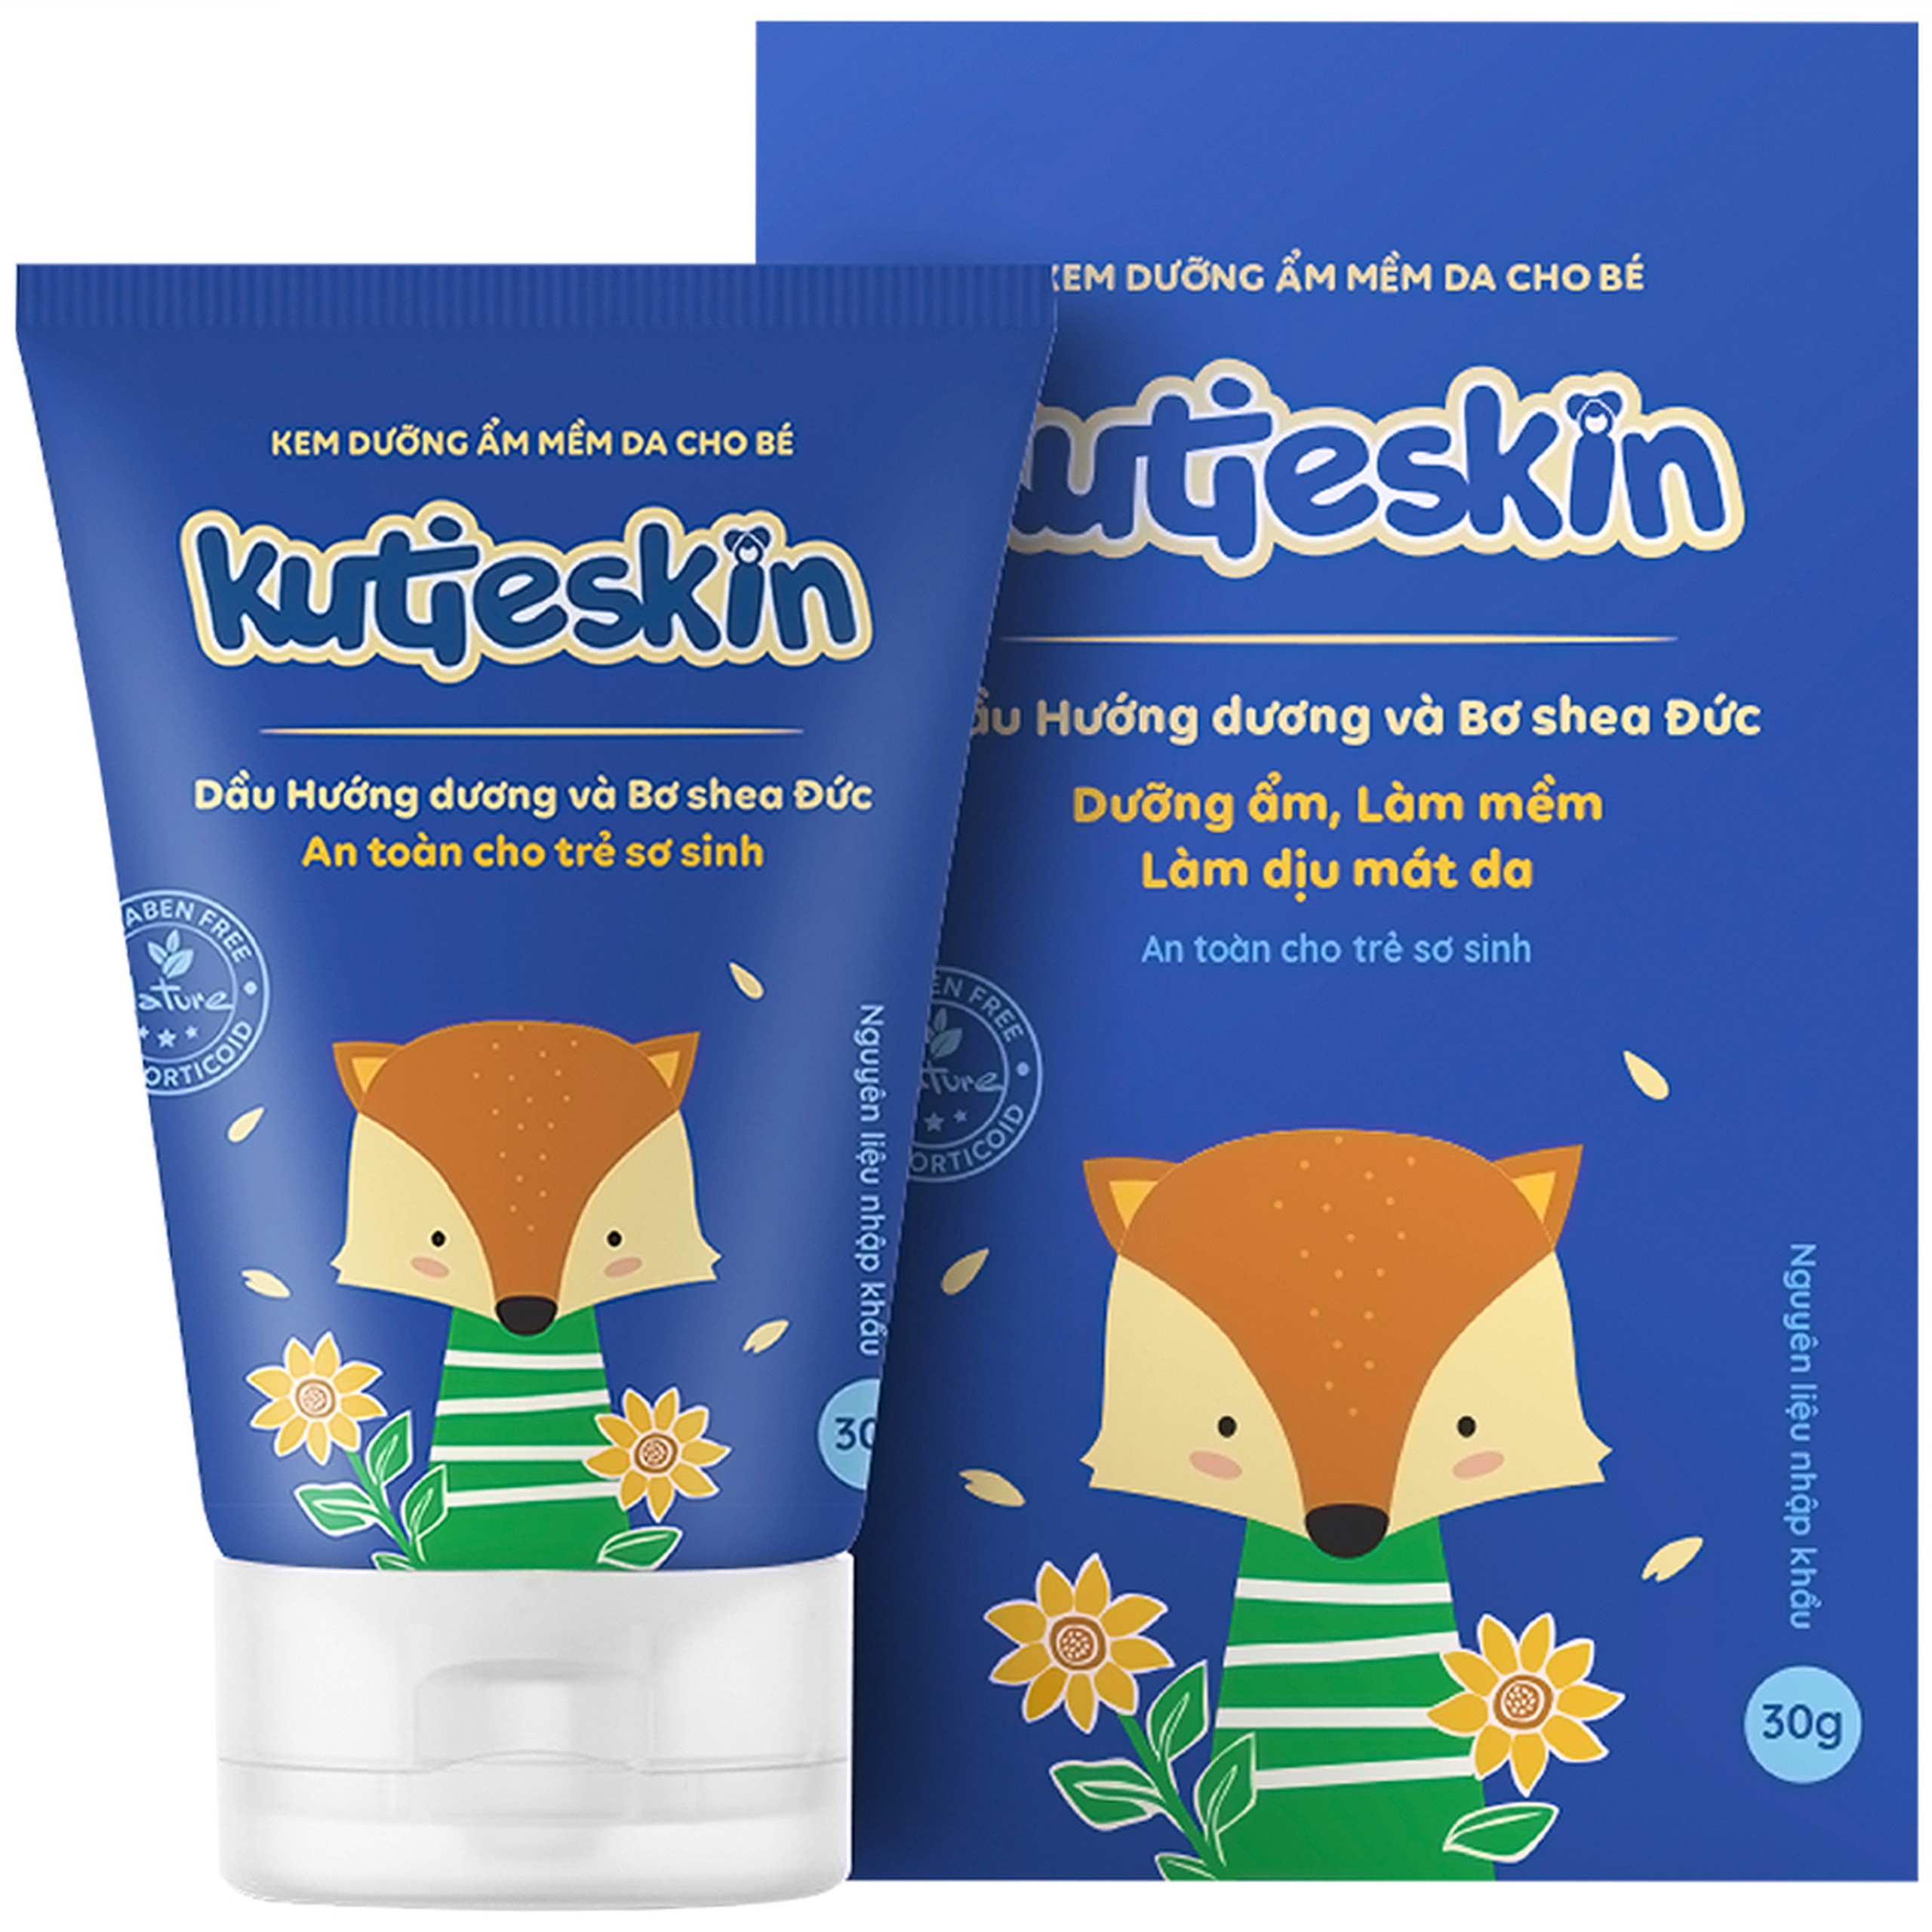 KEM DƯỠNG ẨM MỀM DA CHO BÉ
Kutieskin
Dầu Hướng dương và Bơ shea Đức
An toàn cho trẻ sơ sinh
FREE
Nguyên liệu nhập khẩu
KEM DƯỠNG ẨM MỀM DA CHO BÉ
Hướng dương và Bơ shea Đức
Dưỡng ẩm, Làm mềm
Làm dịu mát da
An toàn cho trẻ sơ sinh
FREE
Nguyên liệu nhập khẩu
30g